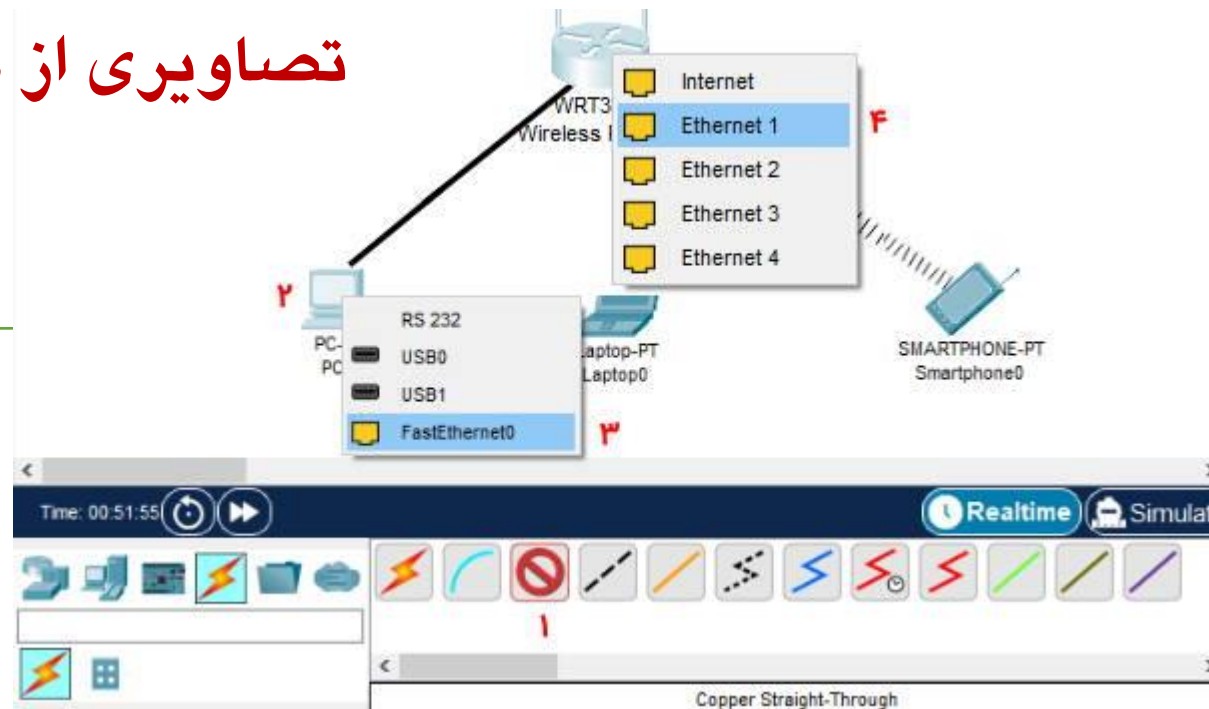 تصاویری از
Internet
WRT3
Wireless
Ethernet 1
۴
Ethernet 2
Ethernet 3
Ethernet 4
۲
RS 232
PC-
PC
USB0
USB1
FastEthernet0
۳
aptop-PT
Laptop0
SMARTPHONE-PT
Smartphone0
Time: 00:51:55
Realtime
Simulat
۱
Copper Straight-Through